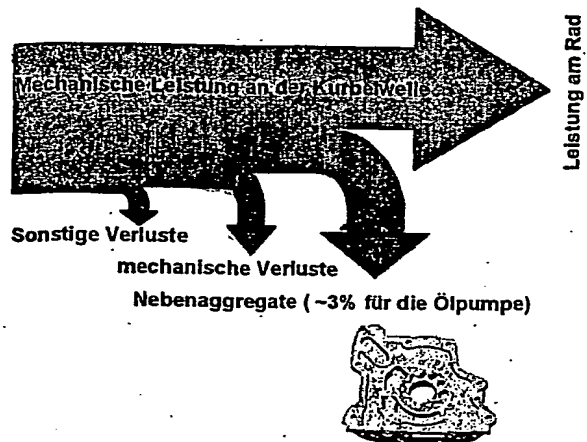 Mechanische Leistung an der Kurbelwelle
Leistung am Rad
Sonstige Verluste
mechanische Verluste
Nebenaggregate ( ~3% für die Ölpumpe)